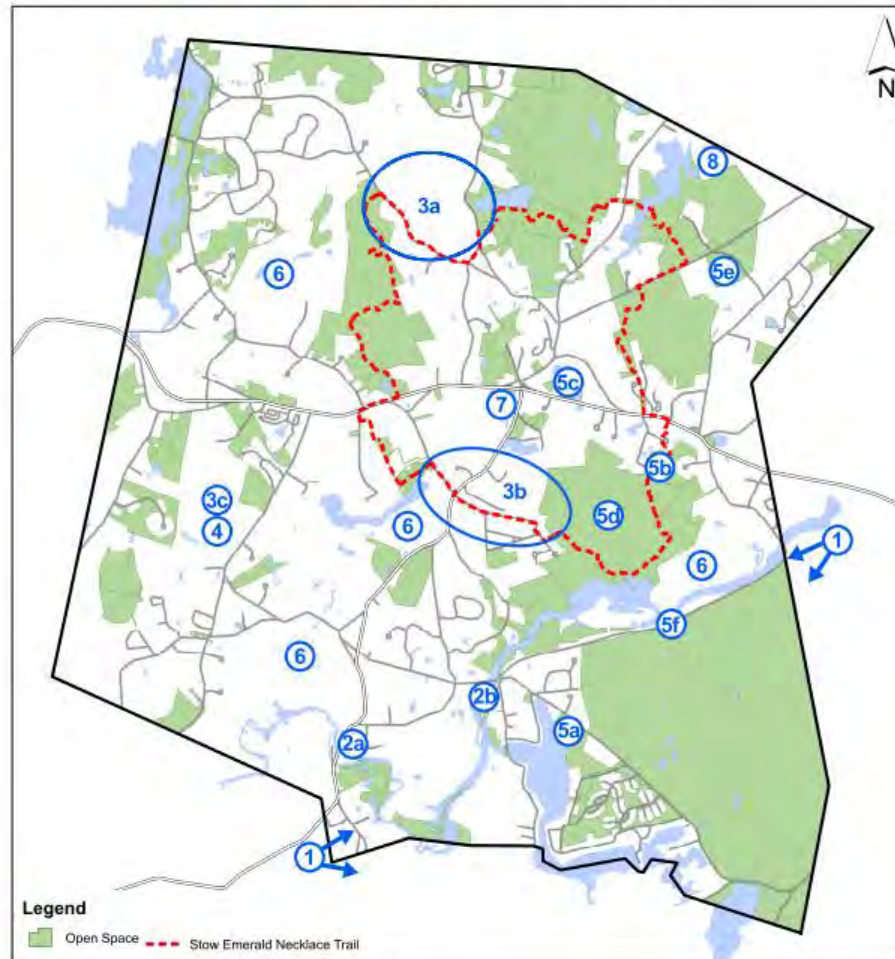 N
8
3a
6
5e
5c
7
5b
3b
3c
5d
4
6
1
6
5f
6
2b
5a
2a
1
Legend
Open Space
Stow Emerald Necklace Trail